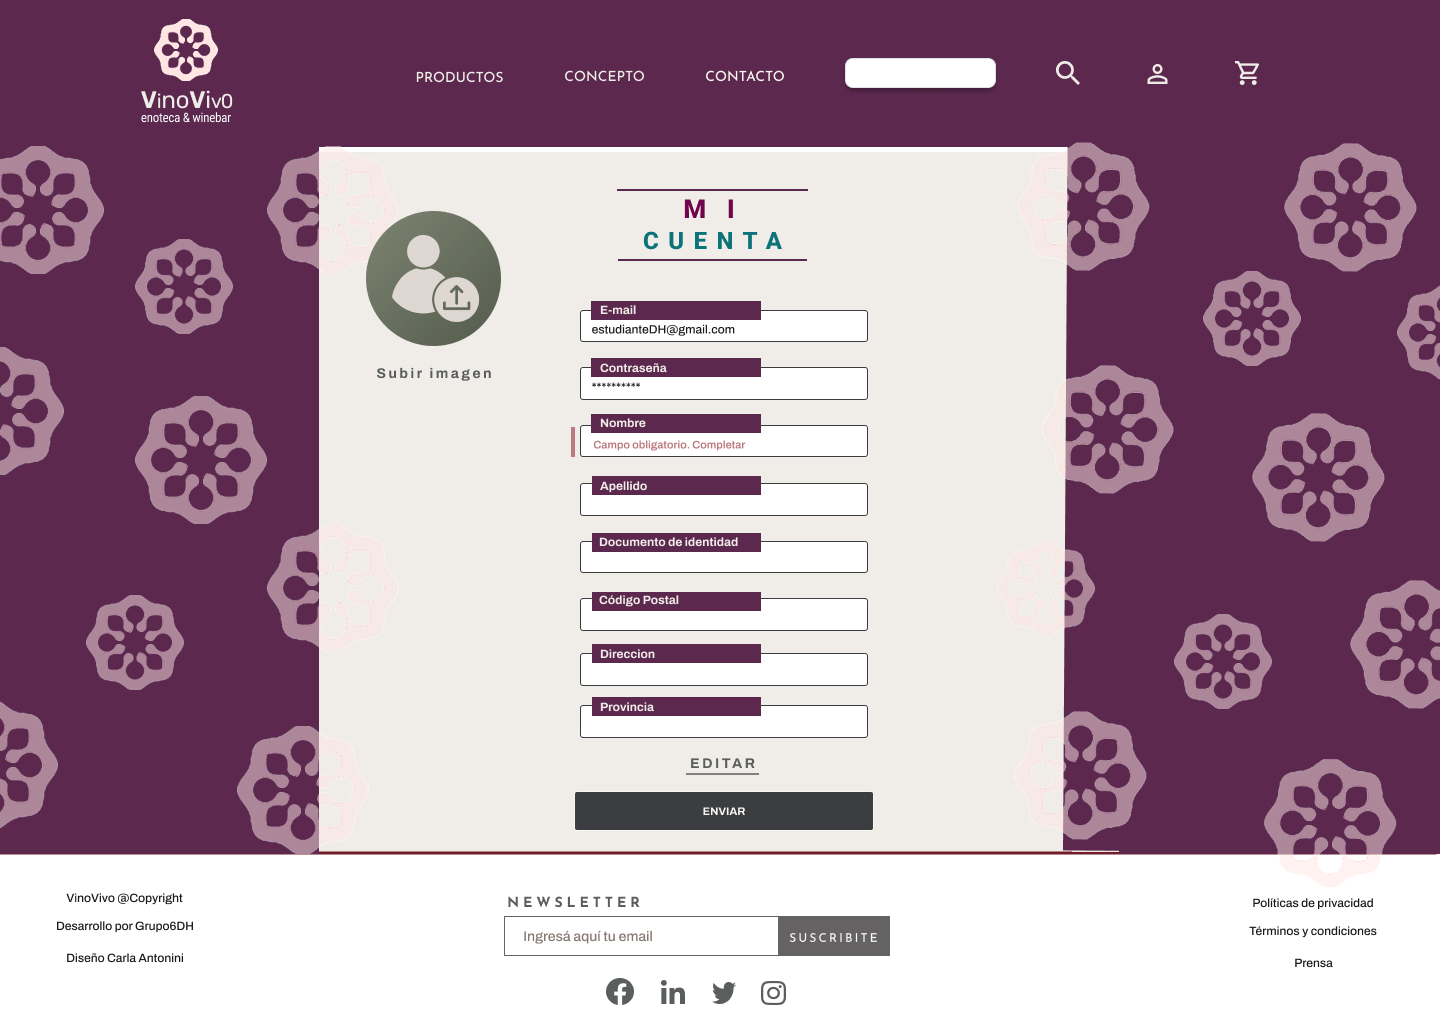 VinoVivO
enoteca & winebar
PRODUCTOS
CONCEPTO
CONTACTO
MI
CUENTA
Subir imagen
E-mail
estudianteDH@gmail.com
Contraseña
**********
Nombre
Campo obligatorio. Completar
Apellido
Documento de identidad
Código Postal
Direccion
Provincia
EDITAR
ENVIAR
VinoVivo @Copyright
Desarrollo por Grupo6DH
Diseño Carla Antonini
NEWSLETTER
Ingresá aquí tu email
SUSCRIBITE
Políticas de privacidad
Términos y condiciones
Prensa